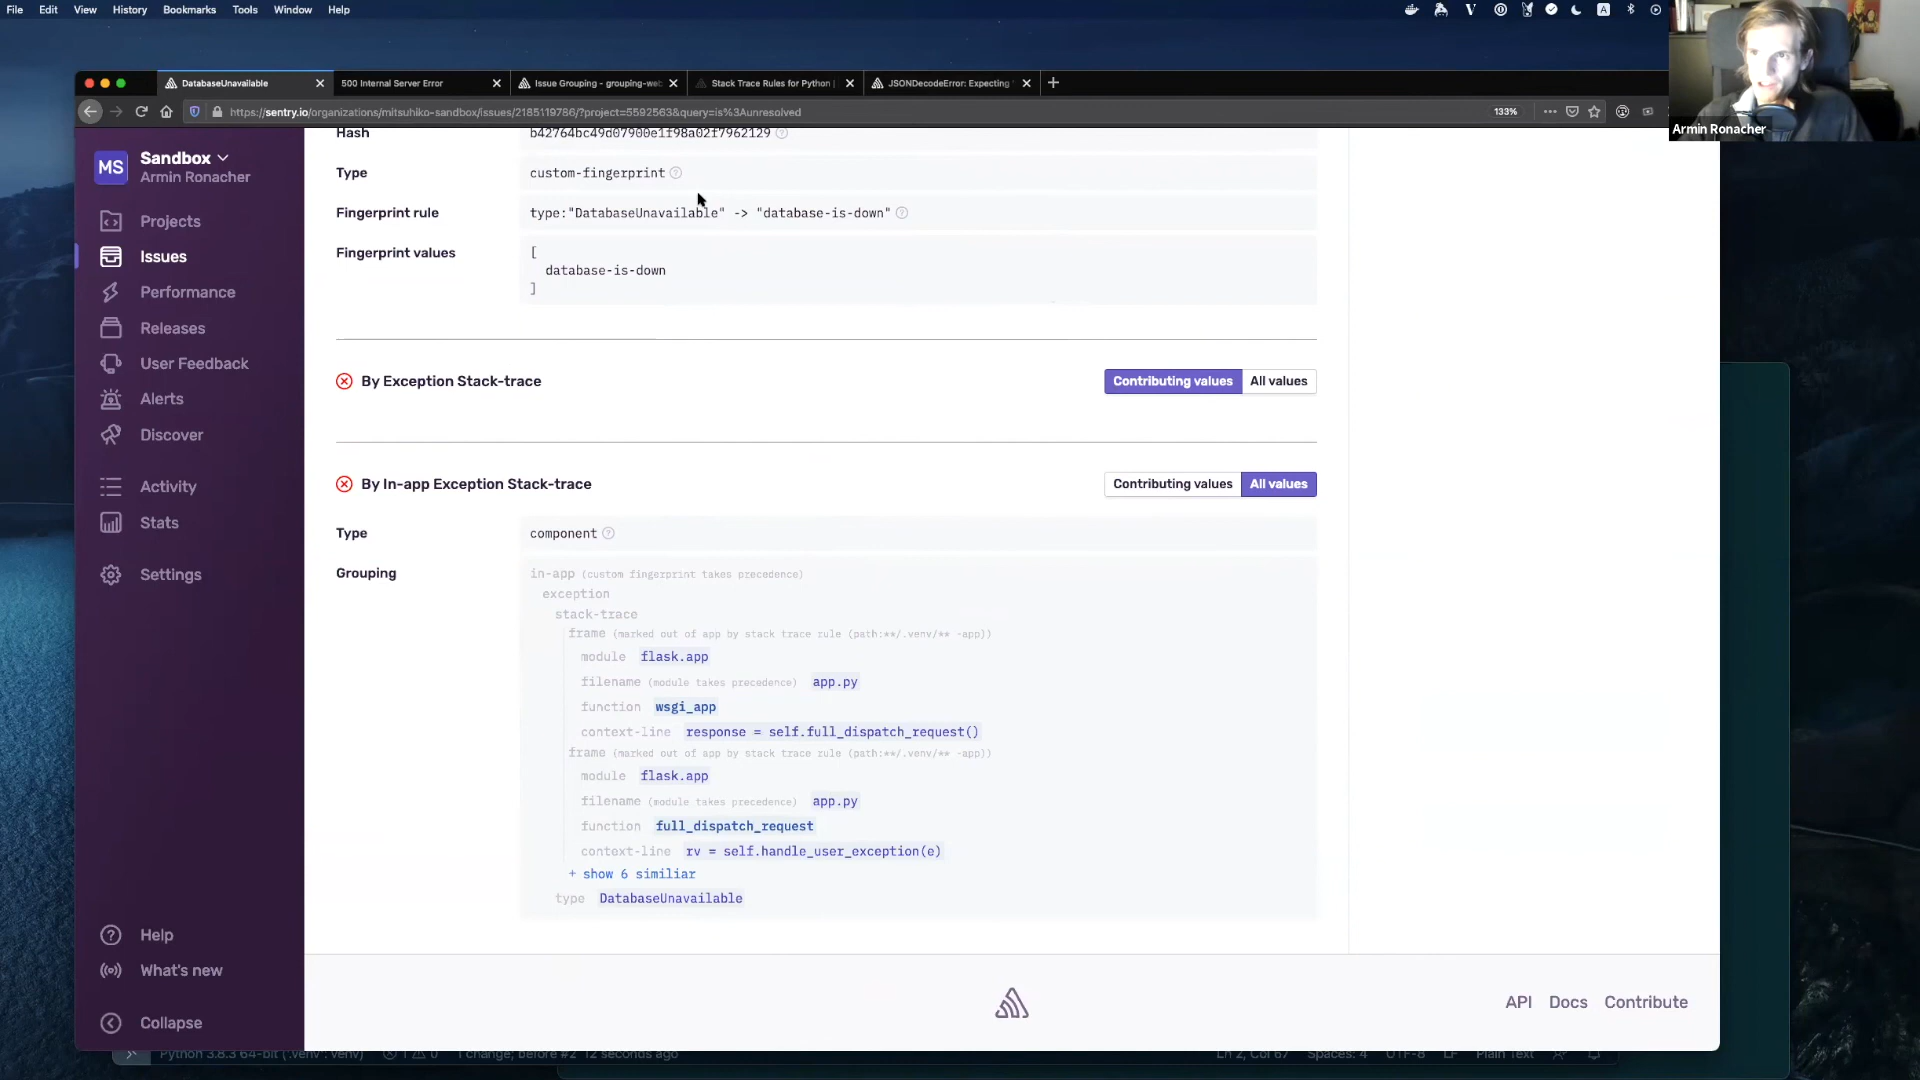 File Edit View History Bookmarks Tools Window Help
Armin Ronacher
DatabaseUnavailable
500 Internal Server Error
Issue Grouping - grouping-web
Stack Trace Rules for Python |
JSONDecodeError: Expecting
https://sentry.io/organizations/mitsuhiko-sandbox/issues/2185119786/?project=5592563&query=is%3Aunresolved
133%
MS
Sandbox
Armin Ronacher
Projects
Issues
Performance
Releases
User Feedback
Alerts
Discover
Activity
Stats
Settings
Help
What's new
Collapse
Hash b42764bc49d07900e1f98a02f7962129
Type custom-fingerprint
Fingerprint rule type:"DatabaseUnavailable" -> "database-is-down"
Fingerprint values [
database-is-down
]
By Exception Stack-trace Contributing values All values
By In-app Exception Stack-trace Contributing values All values
Type component
Grouping in-app (custom fingerprint takes precedence)
exception
stack-trace
frame (marked out of app by stack trace rule (path:**/.venv/** -app))
module flask.app
filename (module takes precedence) app.py
function wsgi_app
context-line response = self.full_dispatch_request()
frame (marked out of app by stack trace rule (path:**/.venv/** -app))
module flask.app
filename (module takes precedence) app.py
function full_dispatch_request
context-line rv = self.handle_user_exception(e)
+ show 6 similiar
type DatabaseUnavailable
API Docs Contribute
Python 3.8.3 64-bit ('.venv': venv) 1 0 1 change; before #2 12 seconds ago Ln 2, Col 67 Spaces: 4 UTF-8 LF Plain Text